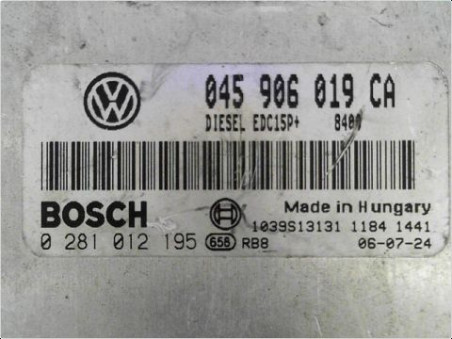 045 906 019 CA
DIESEL EDC15P+ 8400
BOSCH
Made in Hungary
1039S13131 1184 1441
0 281 012 195 658 RBB 06-07-24